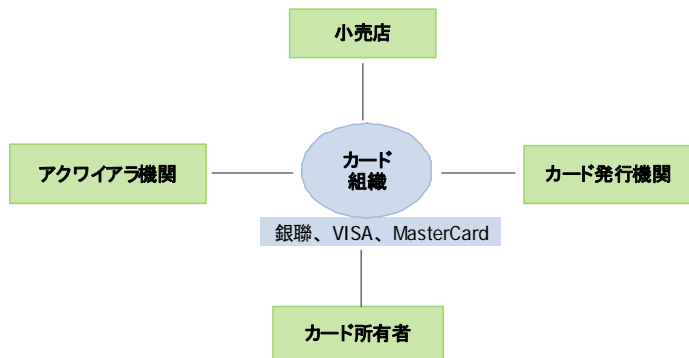 小売店
アクワイアラ機関
カード
組織
カード発行機関
銀聯、VISA、MasterCard
カード所有者